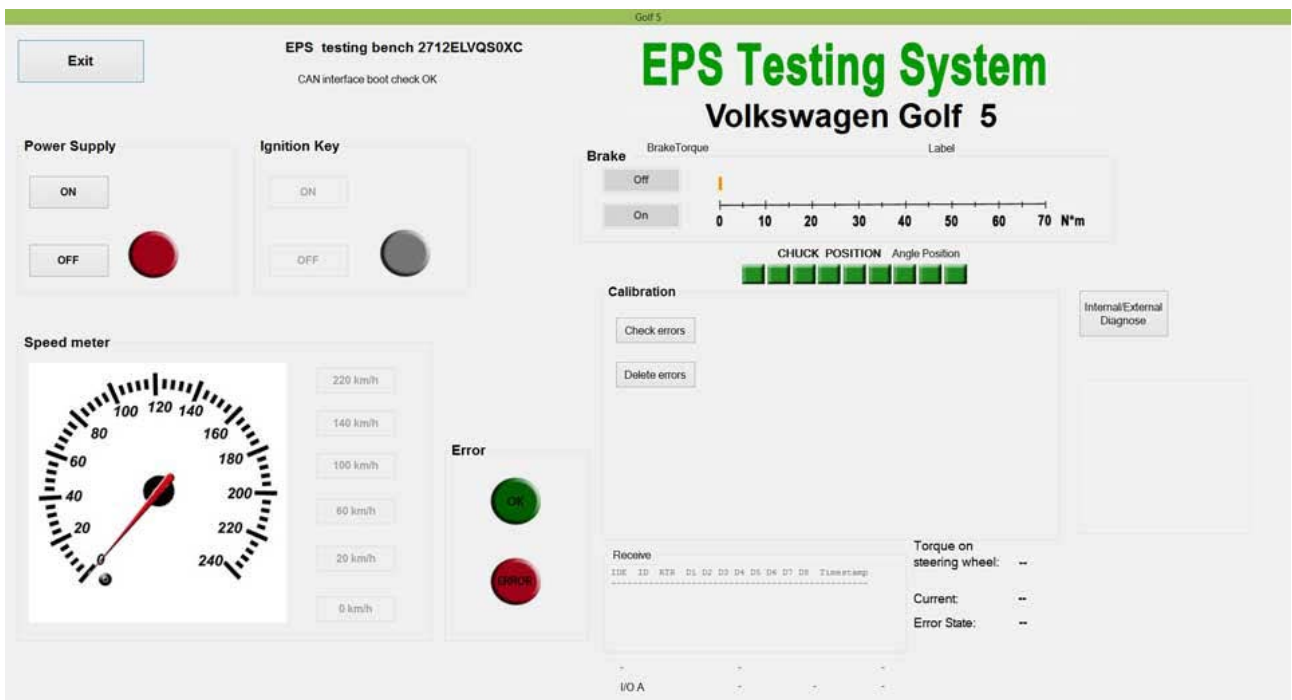 Golf 5
Exit
EPS testing bench 2712ELVQS0XC
CAN interface boot check OK
EPS Testing System
Volkswagen Golf 5
Power Supply
ON
OFF
Ignition Key
ON
OFF
Brake
BrakeTorque
Label
Off
On
0 10 20 30 40 50 60 70 N*m
CHUCK POSITION Angle Position
Calibration
Check errors
Delete errors
Internal/External
Diagnose
Speed meter
0 20 40 60 80 100 120 140 160 180 200 220 240
220 km/h
140 km/h
100 km/h
60 km/h
20 km/h
0 km/h
Error
OK
ERROR
Receive
IDE ID RTR D1 D2 D3 D4 D5 D6 D7 D8 Timestamp
--------------------------------------------------------------
Torque on
steering wheel: --
Current: --
Error State: --
- - -
I/O A - - -